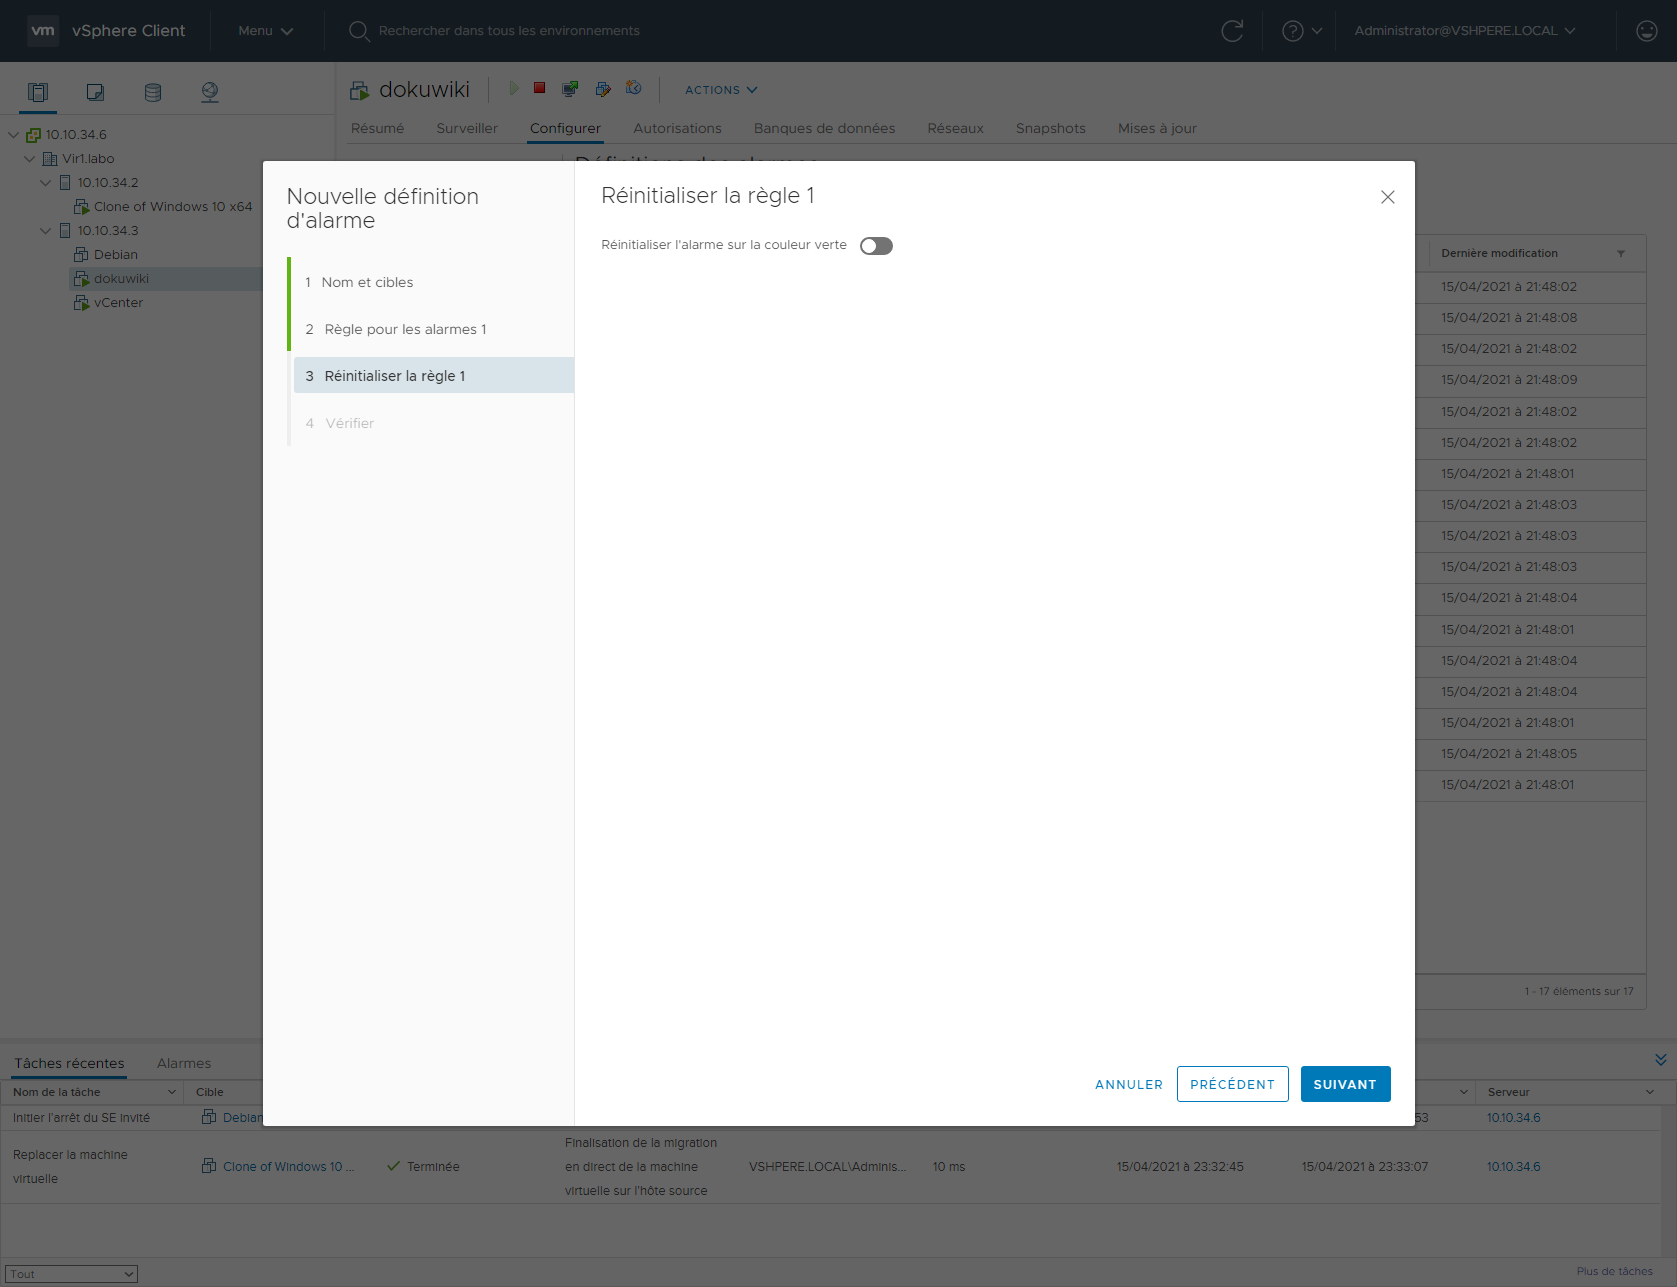 vm vSphere Client Menu Rechercher dans tous les environnements Administrator@VSHPERE.LOCAL
dokuwiki ACTIONS
Résumé Surveiller Configurer Autorisations Banques de données Réseaux Snapshots Mises à jour
10.10.34.6
Vir1.labo
10.10.34.2
Clone of Windows 10 x64
10.10.34.3
Debian
dokuwiki
vCenter
Définitions des alarmes
Nouvelle définition
d'alarme
1 Nom et cibles
2 Règle pour les alarmes 1
3 Réinitialiser la règle 1
4 Vérifier
Réinitialiser la règle 1
Réinitialiser l'alarme sur la couleur verte
ANNULER PRÉCÉDENT SUIVANT
Dernière modification
15/04/2021 à 21:48:02
15/04/2021 à 21:48:08
15/04/2021 à 21:48:02
15/04/2021 à 21:48:09
15/04/2021 à 21:48:02
15/04/2021 à 21:48:02
15/04/2021 à 21:48:01
15/04/2021 à 21:48:03
15/04/2021 à 21:48:03
15/04/2021 à 21:48:03
15/04/2021 à 21:48:04
15/04/2021 à 21:48:01
15/04/2021 à 21:48:04
15/04/2021 à 21:48:04
15/04/2021 à 21:48:01
15/04/2021 à 21:48:05
15/04/2021 à 21:48:01
1 - 17 éléments sur 17
Tâches récentes Alarmes
Nom de la tâche Cible Serveur
Initier l'arrêt du SE invité Debian 53 10.10.34.6
Replacer la machine
virtuelle
Clone of Windows 10 ... Terminée
Finalisation de la migration
en direct de la machine
virtuelle sur l'hôte source
VSHPERE.LOCAL\Adminis... 10 ms 15/04/2021 à 23:32:45 15/04/2021 à 23:33:07 10.10.34.6
Tout Plus de tâches